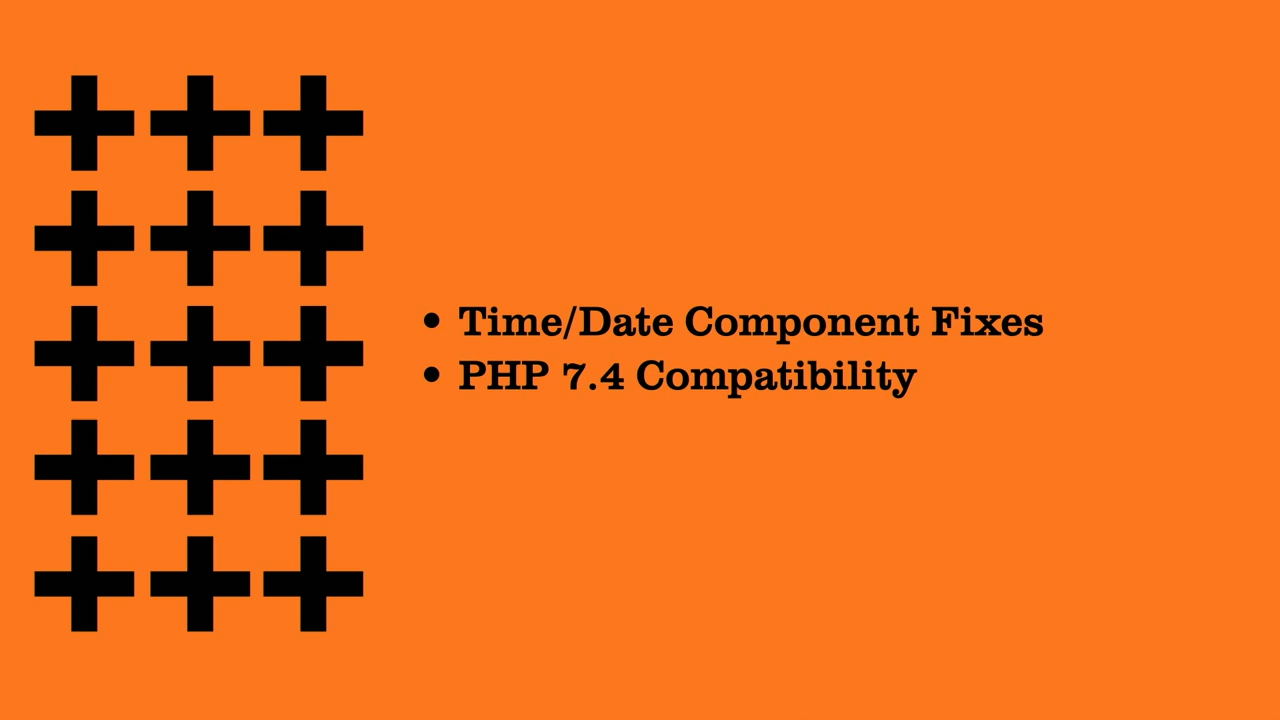 • Time/Date Component Fixes
• PHP 7.4 Compatibility